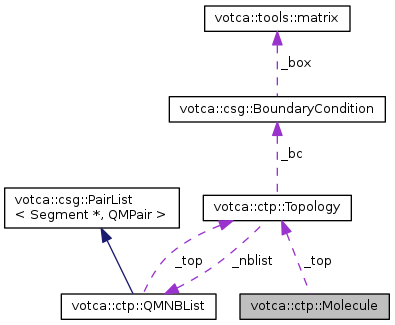 votca::tools::matrix
_box
votca::csg::BoundaryCondition
_bc
votca::csg::PairList
< Segment *, QMPair >
votca::ctp::Topology
_top
_nblist
_top
votca::ctp::QMNBList
votca::ctp::Molecule